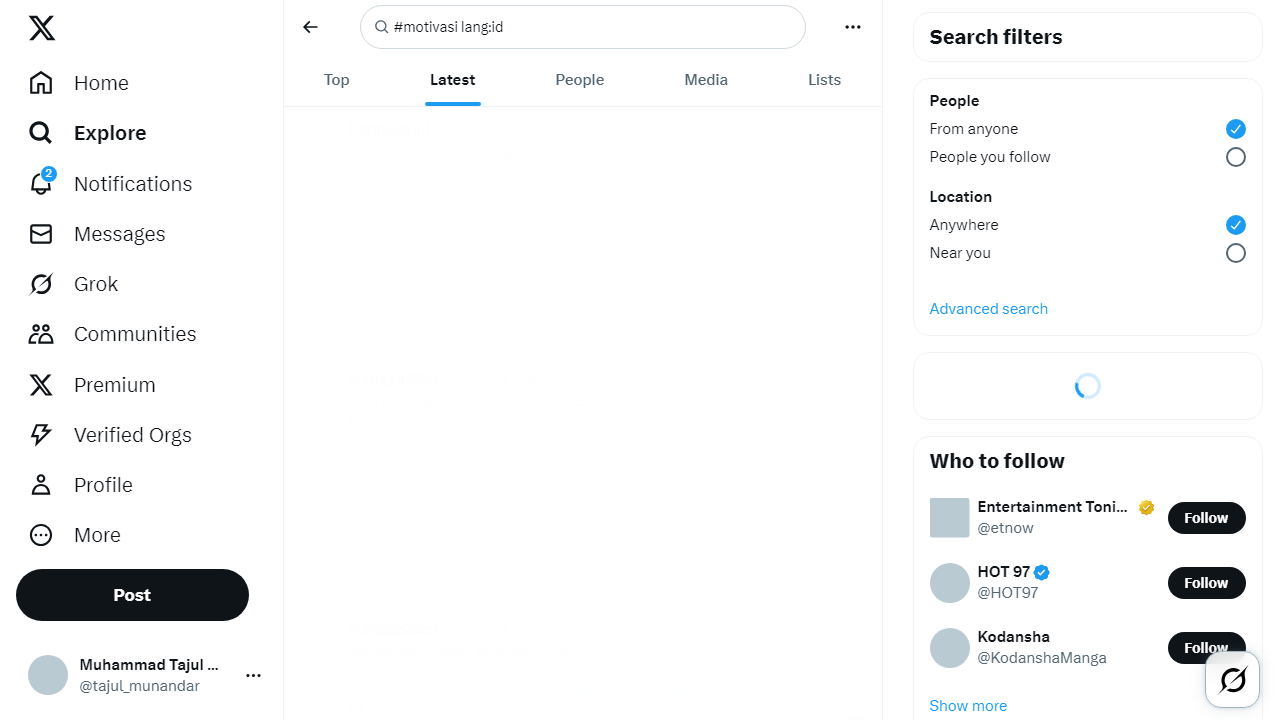 Home
Explore
2
Notifications
Messages
Grok
Communities
Premium
Verified Orgs
Profile
More
Post
Muhammad Tajul ...
@tajul_munandar
#motivasi lang:id
Top
Latest
People
Media
Lists
Search filters
People
From anyone
People you follow
Location
Anywhere
Near you
Advanced search
Who to follow
Entertainment Toni...
@etnow
Follow
HOT 97
@HOT97
Follow
Kodansha
@KodanshaManga
Follow
Show more